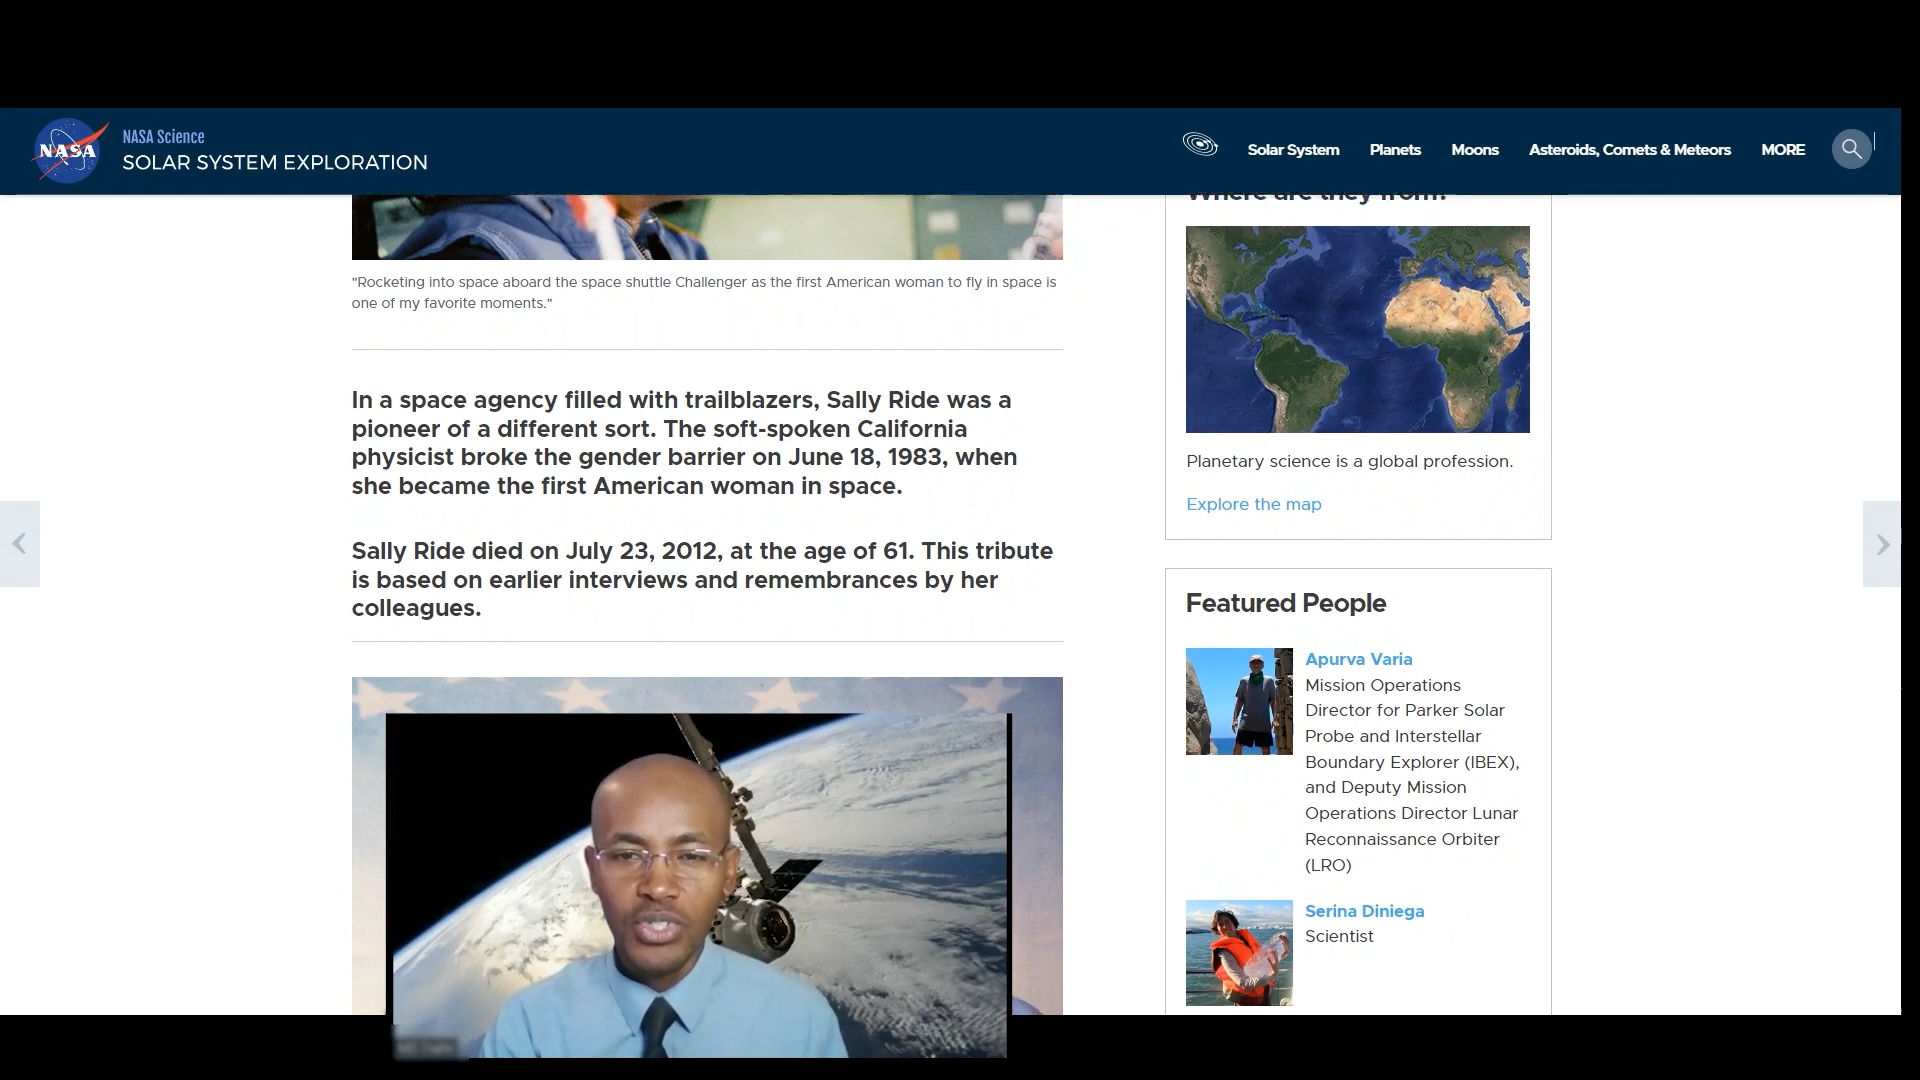 NASA
NASA Science
SOLAR SYSTEM EXPLORATION
Solar System
Planets
Moons
Asteroids, Comets & Meteors
MORE
"Rocketing into space aboard the space shuttle Challenger as the first American woman to fly in space is
one of my favorite moments."
In a space agency filled with trailblazers, Sally Ride was a
pioneer of a different sort. The soft-spoken California
physicist broke the gender barrier on June 18, 1983, when
she became the first American woman in space.
Sally Ride died on July 23, 2012, at the age of 61. This tribute
is based on earlier interviews and remembrances by her
colleagues.
Where are they from?
Planetary science is a global profession.
Explore the map
Featured People
Apurva Varia
Mission Operations
Director for Parker Solar
Probe and Interstellar
Boundary Explorer (IBEX),
and Deputy Mission
Operations Director Lunar
Reconnaissance Orbiter
(LRO)
Serina Diniega
Scientist